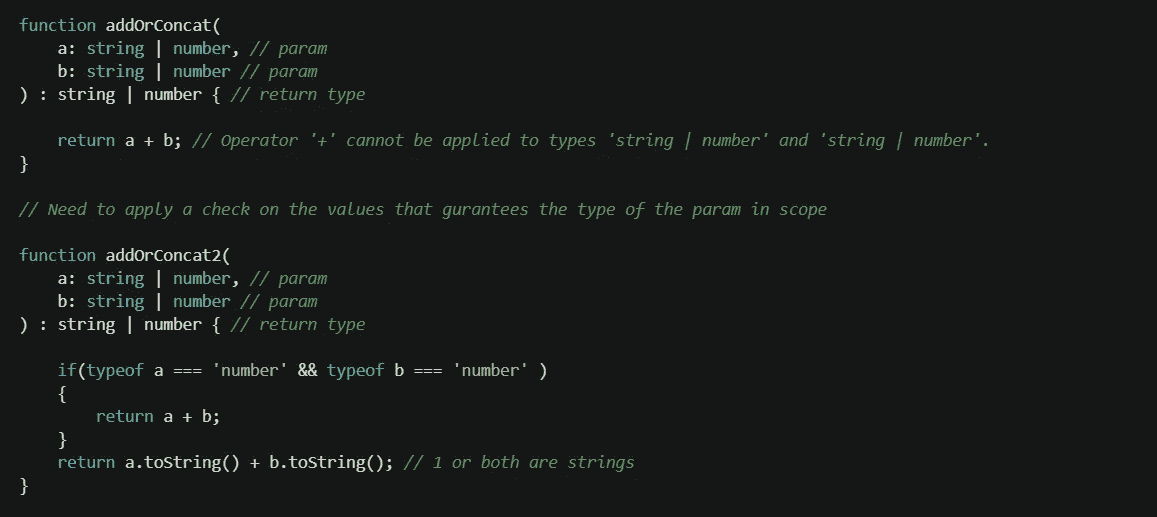 function addOrConcat(
    a: string | number, // param
    b: string | number // param
) : string | number { // return type
    return a + b; // Operator '+' cannot be applied to types 'string | number' and 'string | number'.
}
// Need to apply a check on the values that gurantees the type of the param in scope
function addOrConcat2(
    a: string | number, // param
    b: string | number // param
) : string | number { // return type
    if(typeof a === 'number' && typeof b === 'number' )
    {
        return a + b;
    }
    return a.toString() + b.toString(); // 1 or both are strings
}